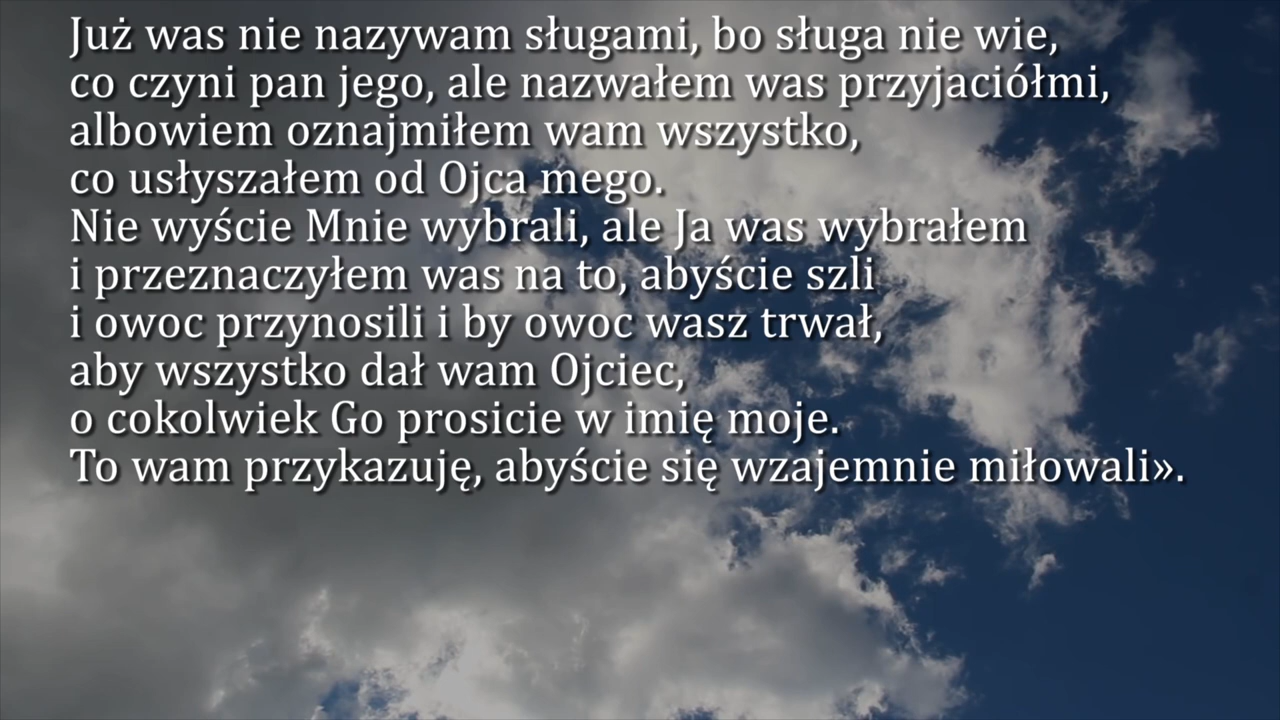 Już was nie nazywam sługami, bo sługa nie wie,
co czyni pan jego, ale nazwałem was przyjaciółmi,
albowiem oznajmiłem wam wszystko,
co usłyszałem od Ojca mego.
Nie wyście Mnie wybrali, ale Ja was wybrałem
i przeznaczyłem was na to, abyście szli
i owoc przynosili i by owoc wasz trwał,
aby wszystko dał wam Ojciec,
o cokolwiek Go prosicie w imię moje.
To wam przykazuję, abyście się wzajemnie miłowali».